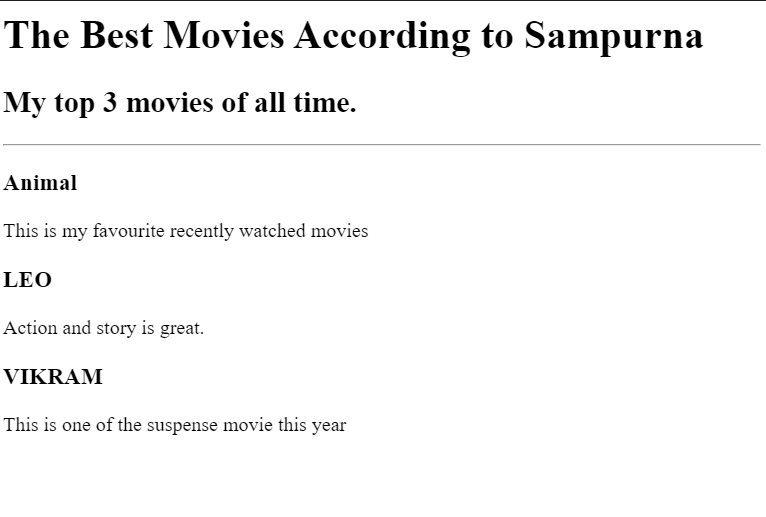 The Best Movies According to Sampurna
My top 3 movies of all time.
Animal
This is my favourite recently watched movies
LEO
Action and story is great.
VIKRAM
This is one of the suspense movie this year